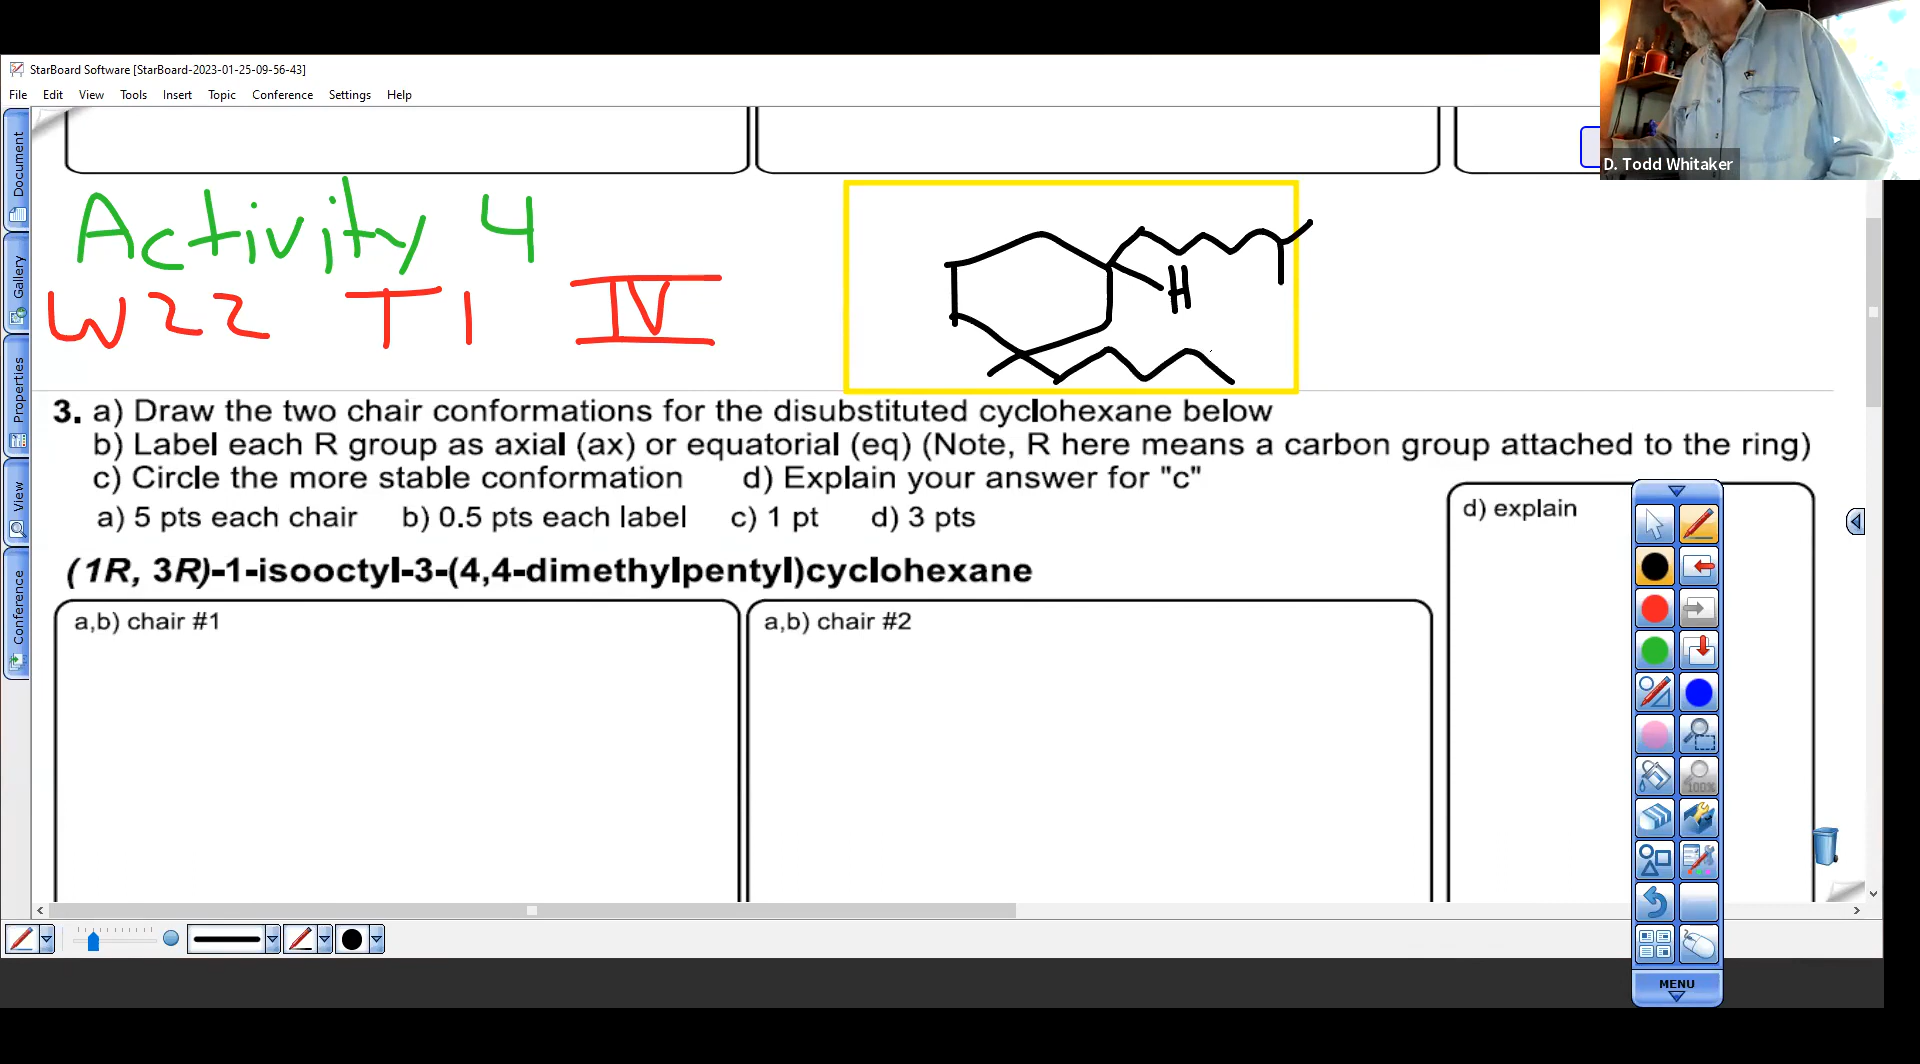 StarBoard Software [StarBoard-2023-01-25-09-56-43]
File Edit View Tools Insert Topic Conference Settings Help
D. Todd Whitaker
Document
Gallery
Properties
View
Conference
Activity 4
W22 T1 IV
H
3. a) Draw the two chair conformations for the disubstituted cyclohexane below
b) Label each R group as axial (ax) or equatorial (eq) (Note, R here means a carbon group attached to the ring)
c) Circle the more stable conformation d) Explain your answer for "c"
a) 5 pts each chair b) 0.5 pts each label c) 1 pt d) 3 pts
d) explain
(1R, 3R)-1-isooctyl-3-(4,4-dimethylpentyl)cyclohexane
a,b) chair #1
a,b) chair #2
100%
MENU